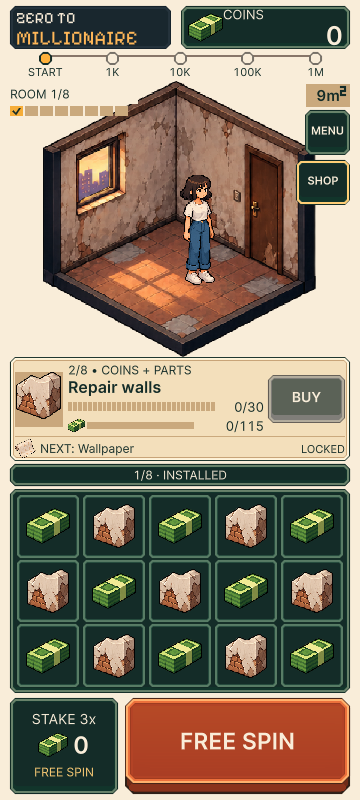 ZERO TO
MILLIONAIRE
COINS
0
START 1K 10K 100K 1M
ROOM 1/8
9m²
MENU
SHOP
2/8 • COINS + PARTS
Repair walls
0/30
0/115
BUY
NEXT: Wallpaper
LOCKED
1/8 · INSTALLED
STAKE 3x
0
FREE SPIN
FREE SPIN